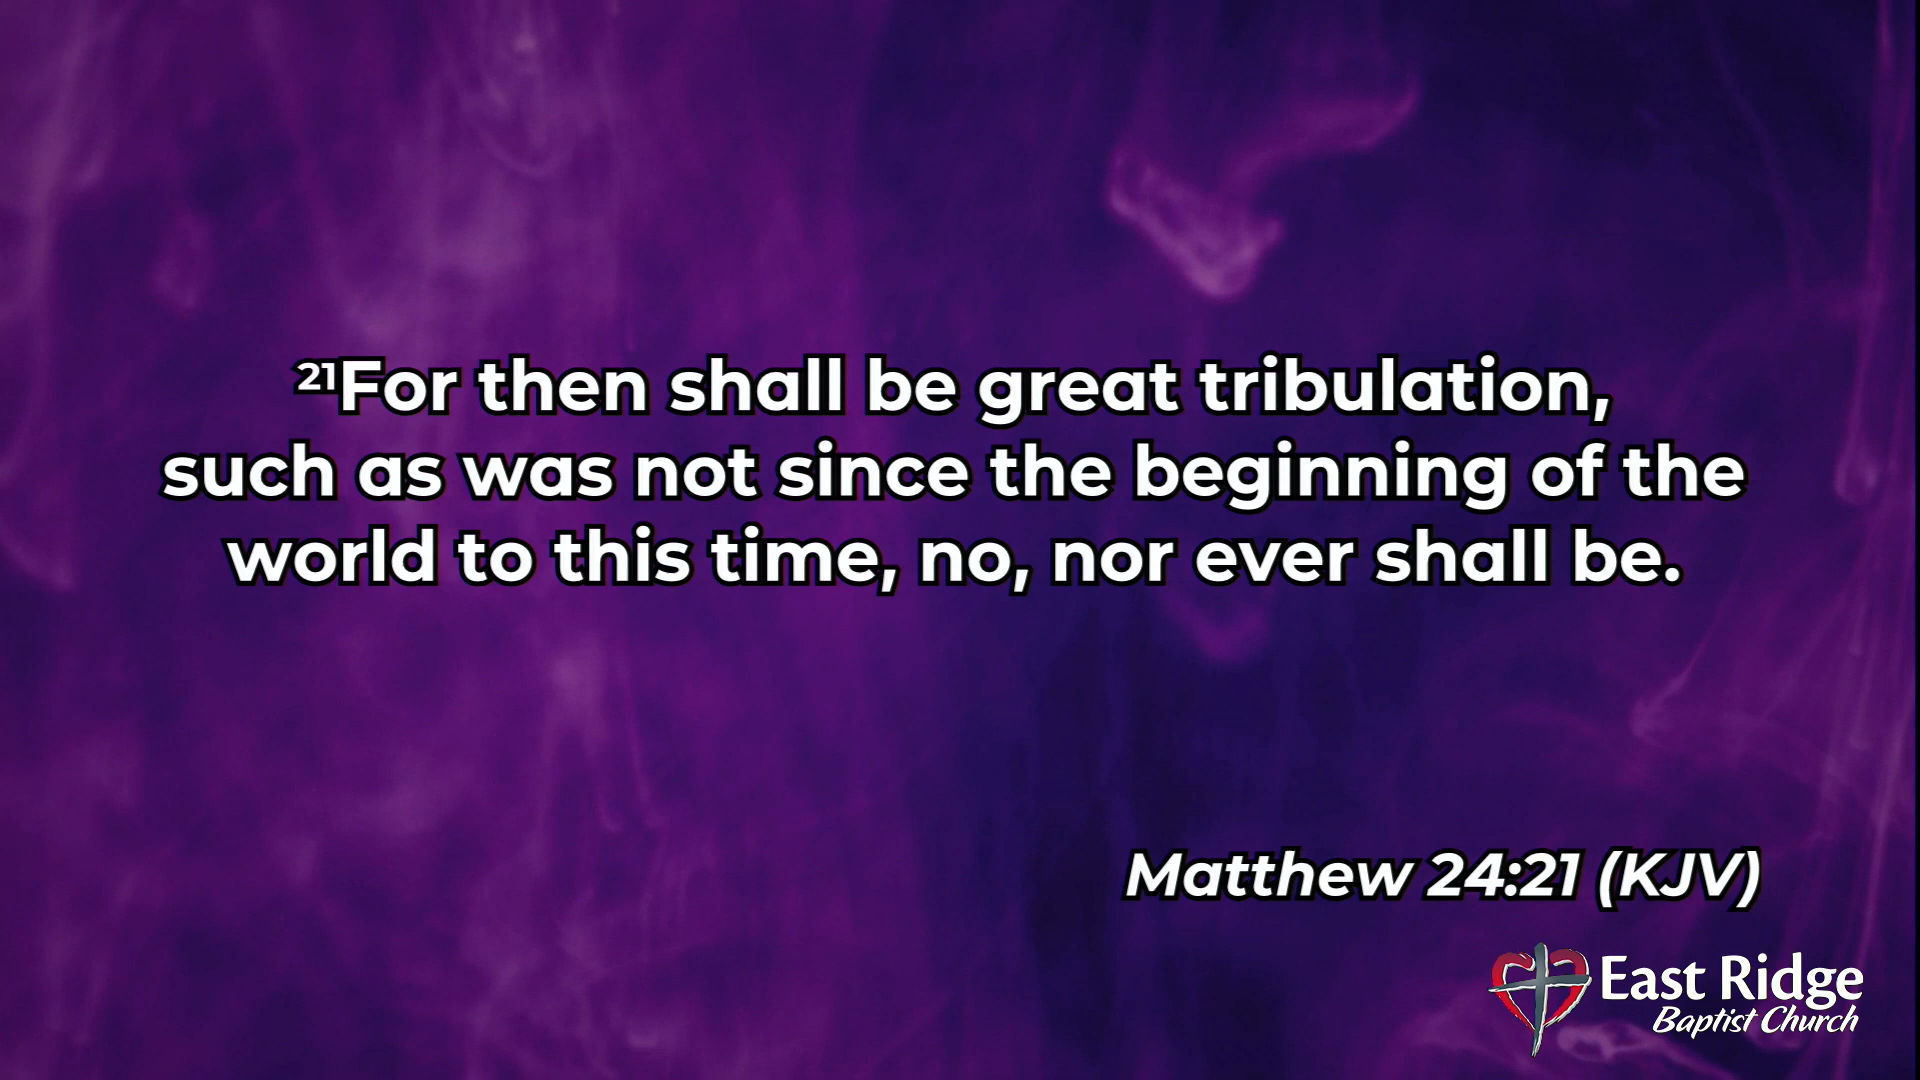 ²¹For then shall be great tribulation,
such as was not since the beginning of the
world to this time, no, nor ever shall be.
Matthew 24:21 (KJV)
East Ridge
Baptist Church